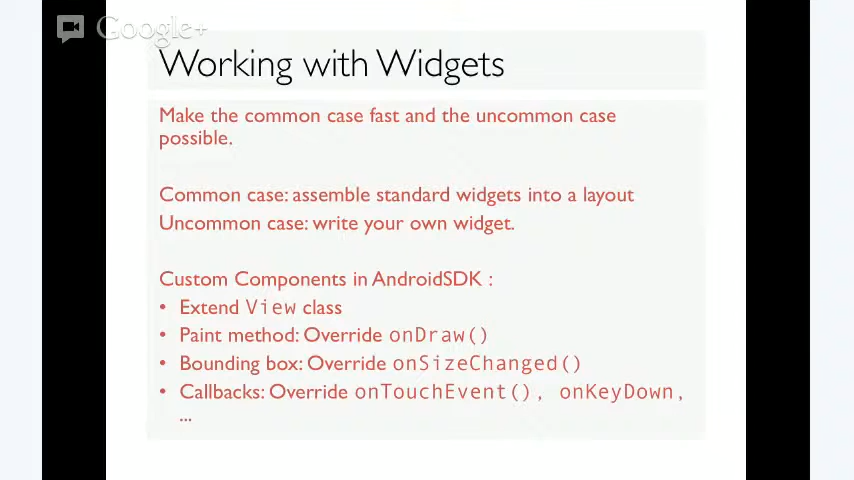 Google+
Working with Widgets
Make the common case fast and the uncommon case
possible.
Common case: assemble standard widgets into a layout
Uncommon case: write your own widget.
Custom Components in AndroidSDK :
• Extend View class
• Paint method: Override onDraw()
• Bounding box: Override onSizeChanged()
• Callbacks: Override onTouchEvent(), onKeyDown,
...